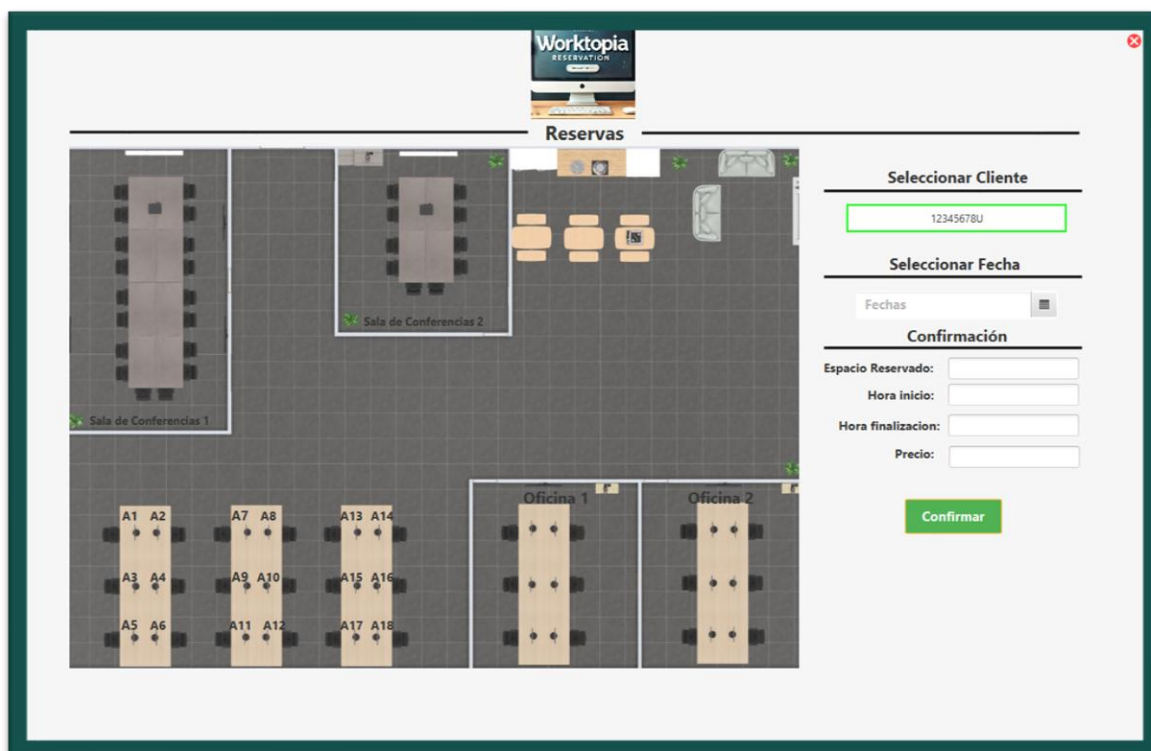 Worktopia
RESERVATION
Reservas
Seleccionar Cliente
12345678U
Seleccionar Fecha
Fechas
Confirmación
Espacio Reservado:
Hora inicio:
Hora finalizacion:
Precio:
Confirmar
Sala de Conferencias 2
Sala de Conferencias 1
Oficina 1
Oficina 2
A1 A2 A7 A8 A13 A14
A3 A4 A9 A10 A15 A16
A5 A6 A11 A12 A17 A18